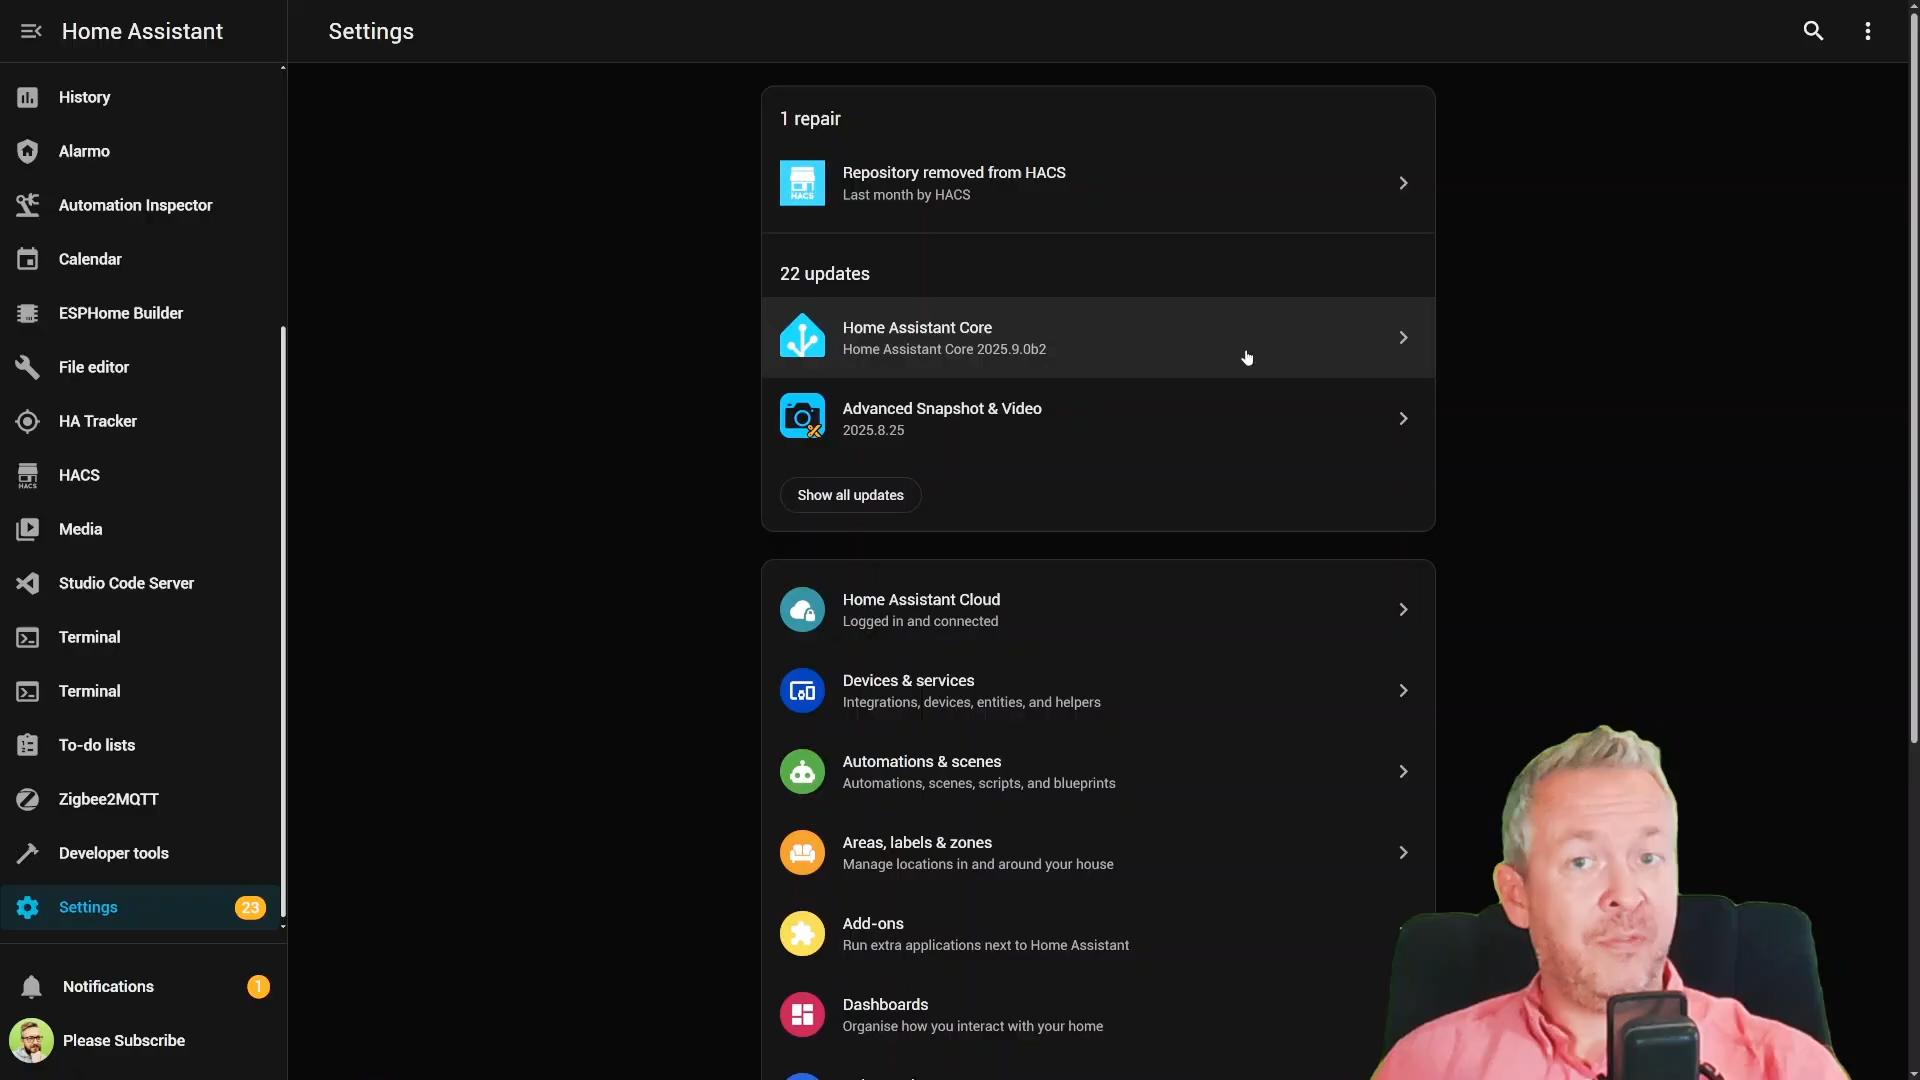 Home Assistant
Settings
History
Alarmo
Automation Inspector
Calendar
ESPHome Builder
File editor
HA Tracker
HACS
HACS
Media
Studio Code Server
Terminal
Terminal
To-do lists
Zigbee2MQTT
Developer tools
Settings
23
Notifications
1
Please Subscribe
1 repair
HACS
Repository removed from HACS
Last month by HACS
22 updates
Home Assistant Core
Home Assistant Core 2025.9.0b2
Advanced Snapshot & Video
2025.8.25
Show all updates
Home Assistant Cloud
Logged in and connected
Devices & services
Integrations, devices, entities, and helpers
Automations & scenes
Automations, scenes, scripts, and blueprints
Areas, labels & zones
Manage locations in and around your house
Add-ons
Run extra applications next to Home Assistant
Dashboards
Organise how you interact with your home